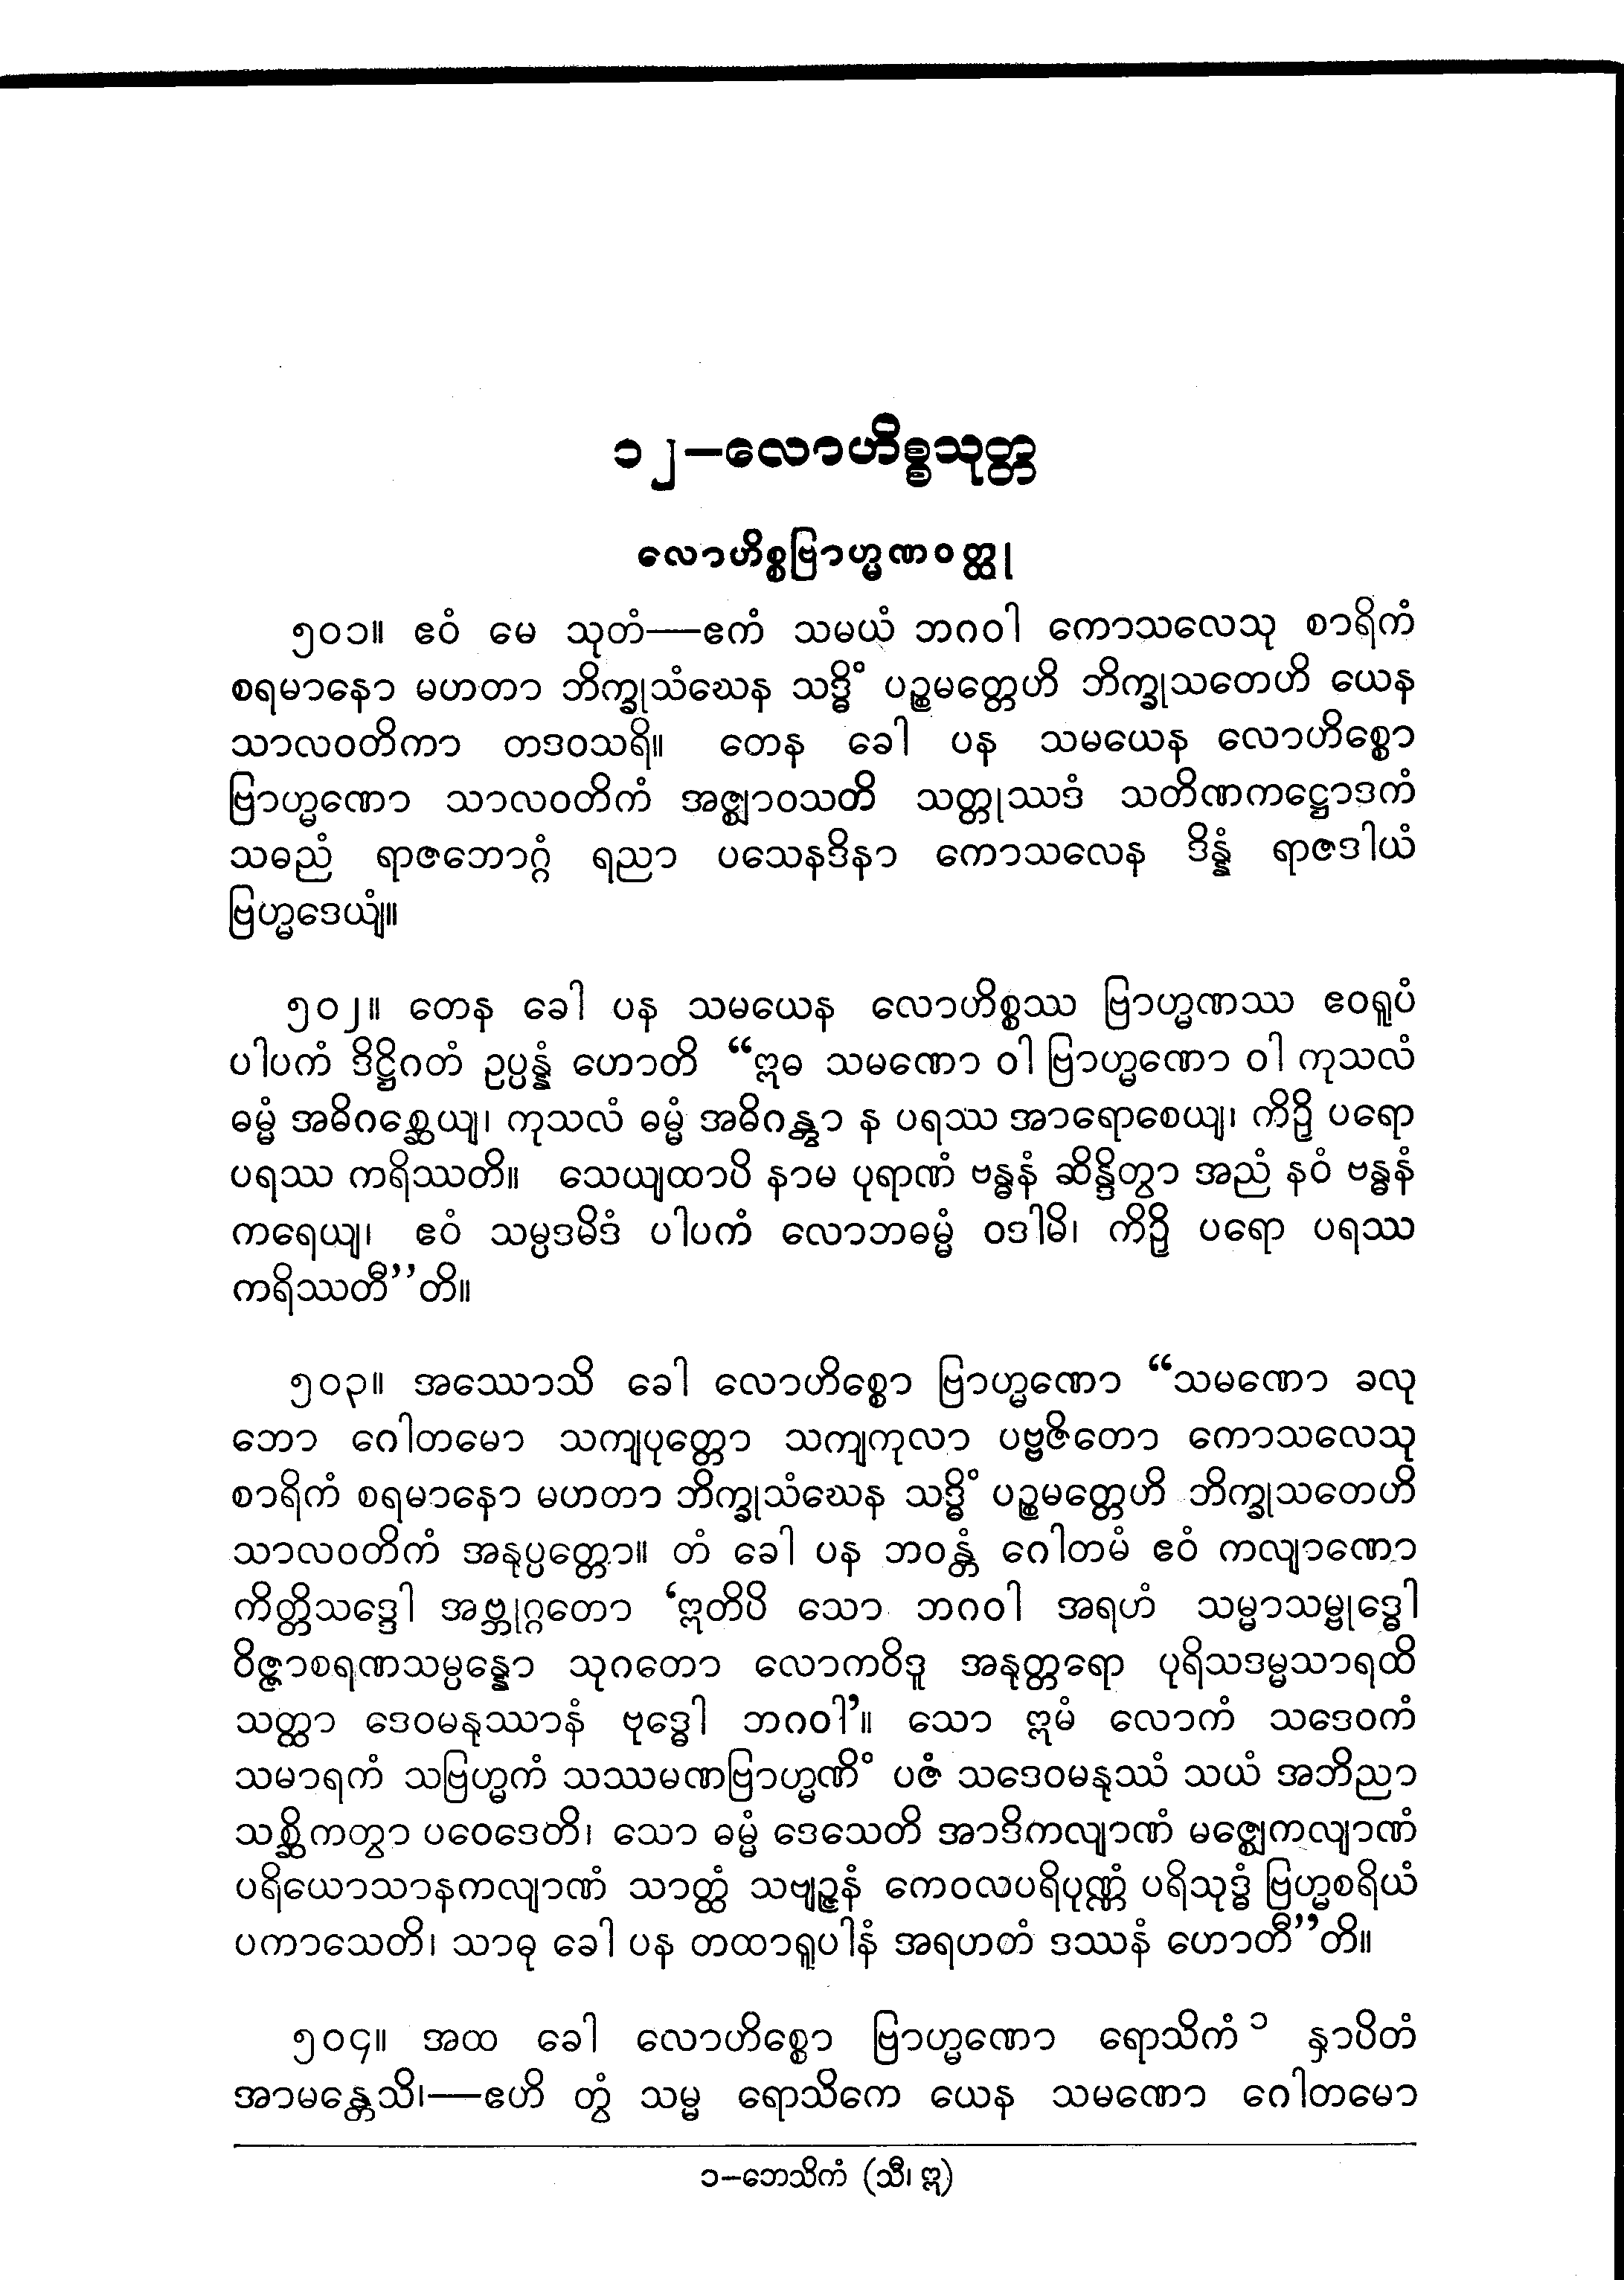 ၁၂–လောဟိစ္စသုတ္တ
လောဟိစ္စဗြာဟ္မဏဝတ္ထု
၅၀၁။ ဧဝံ မေ သုတံ—ဧကံ သမယံ ဘဂဝါ ကောသလေသု စာရိကံ
စရမာနော မဟတာ ဘိက္ခုသံဃေန သဒ္ဓိံ ပဉ္စမတ္တေဟိ ဘိက္ခုသတေဟိ ယေန
သာလဝတိကာ တဒဝသရိ။ တေန ခေါ ပန သမယေန လောဟိစ္စော
ဗြာဟ္မဏော သာလဝတိကံ အဇ္ဈာဝသတိ သတ္တုဿဒံ သတိဏကဋ္ဌောဒကံ
သဓညံ ရာဇဘောဂ္ဂံ ရညာ ပသေနဒိနာ ကောသလေန ဒိန္နံ ရာဇဒါယံ
ဗြဟ္မဒေယျံ။
၅၀၂။ တေန ခေါ ပန သမယေန လောဟိစ္စဿ ဗြာဟ္မဏဿ ဧဝရူပံ
ပါပကံ ဒိဋ္ဌိဂတံ ဥပ္ပန္နံ ဟောတိ “ဣဓ သမဏော ဝါ ဗြာဟ္မဏော ဝါ ကုသလံ
ဓမ္မံ အဓိဂစ္ဆေယျ၊ ကုသလံ ဓမ္မံ အဓိဂန္တွာ န ပရဿ အာရောစေယျ၊ ကိဉှိ ပရော
ပရဿ ကရိဿတိ။ သေယျထာပိ နာမ ပုရာဏံ ဗန္ဓနံ ဆိန္ဒိတွာ အညံ နဝံ ဗန္ဓနံ
ကရေယျ၊ ဧဝံ သမ္ပဒမိဒံ ပါပကံ လောဘဓမ္မံ ဝဒါမိ၊ ကိဉှိ ပရော ပရဿ
ကရိဿတီ”တိ။
၅၀၃။ အဿောသိ ခေါ လောဟိစ္စော ဗြာဟ္မဏော “သမဏော ခလု
ဘော ဂေါတမော သကျပုတ္တော သကျကုလာ ပဗ္ဗဇိတော ကောသလေသု
စာရိကံ စရမာနော မဟတာ ဘိက္ခုသံဃေန သဒ္ဓိံ ပဉ္စမတ္တေဟိ ဘိက္ခုသတေဟိ
သာလဝတိကံ အနုပ္ပတ္တော။ တံ ခေါ ပန ဘဝန္တံ ဂေါတမံ ဧဝံ ကလျာဏော
ကိတ္တိသဒ္ဒေါ အဗ္ဘုဂ္ဂတော ‘ဣတိပိ သော ဘဂဝါ အရဟံ သမ္မာသမ္ဗုဒ္ဓေါ
ဝိဇ္ဇာစရဏသမ္ပန္နော သုဂတော လောကဝိဒူ အနုတ္တရော ပုရိသဒမ္မသာရထိ
သတ္ထာ ဒေဝမနုဿာနံ ဗုဒ္ဓေါ ဘဂဝါ’။ သော ဣမံ လောကံ သဒေဝကံ
သမာရကံ သဗြဟ္မကံ သဿမဏဗြာဟ္မဏိံ ပဇံ သဒေဝမနုဿံ သယံ အဘိညာ
သစ္ဆိကတွာ ပဝေဒေတိ၊ သော ဓမ္မံ ဒေသေတိ အာဒိကလျာဏံ မဇ္ဈေကလျာဏံ
ပရိယောသာနကလျာဏံ သာတ္ထံ သဗျဉ္ဇနံ ကေဝလပရိပုဏ္ဏံ ပရိသုဒ္ဓံ ဗြဟ္မစရိယံ
ပကာသေတိ၊ သာဓု ခေါ ပန တထာရူပါနံ အရဟတံ ဒဿနံ ဟောတီ”တိ။
၅၀၄။ အထ ခေါ လောဟိစ္စော ဗြာဟ္မဏော ရောသိကံ ၁ နှာပိတံ
အာမန္တေသိ၊—ဧဟိ တွံ သမ္မ ရောသိကေ ယေန သမဏော ဂေါတမော
၁–ဘေသိကံ (သီ၊ ဣ)